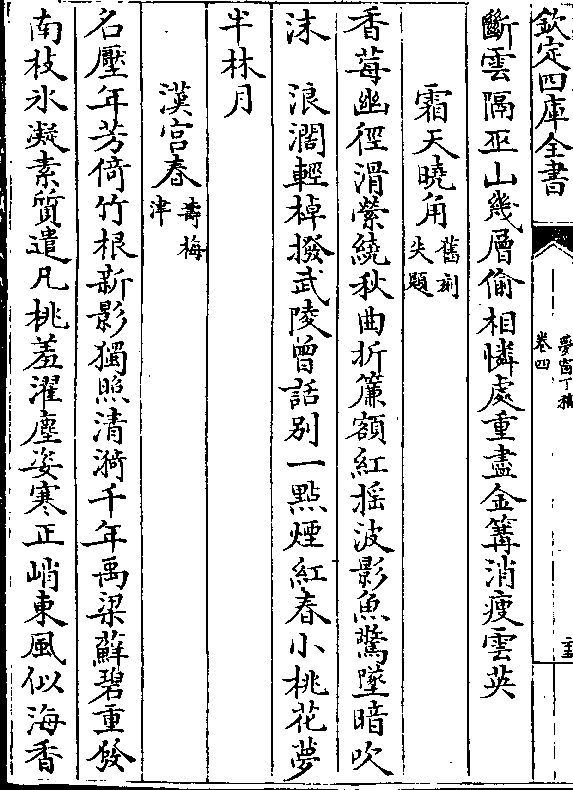 欽定四庫全書
夢窗丁稿
卷四
斷雲隔巫山幾層偷相憐處重盡金篝消瘦雲英
霜天曉角舊刻失題
香莓幽徑滑縈繞秋曲折簾額紅揺波影魚驚墜暗吹
沫　浪濶輕棹撥武陵曾話別一點煙紅春小桃花夢
半林月
漢宫春壽梅津
名壓年芳倚竹根新影獨照清漪千年禹梁蘚碧重發
南枝氷凝素質遣凡桃羞濯塵姿寒正峭東風似海香